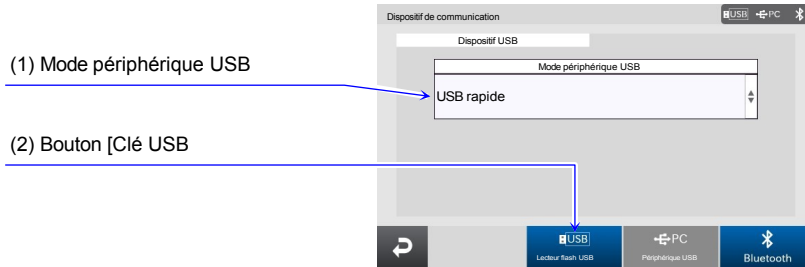 Dispositif de communication
USB PC
Dispositif USB
(1) Mode périphérique USB
Mode périphérique USB
USB rapide
(2) Bouton [Clé USB
USB PC
Lecteur flash USB Périphérique USB Bluetooth